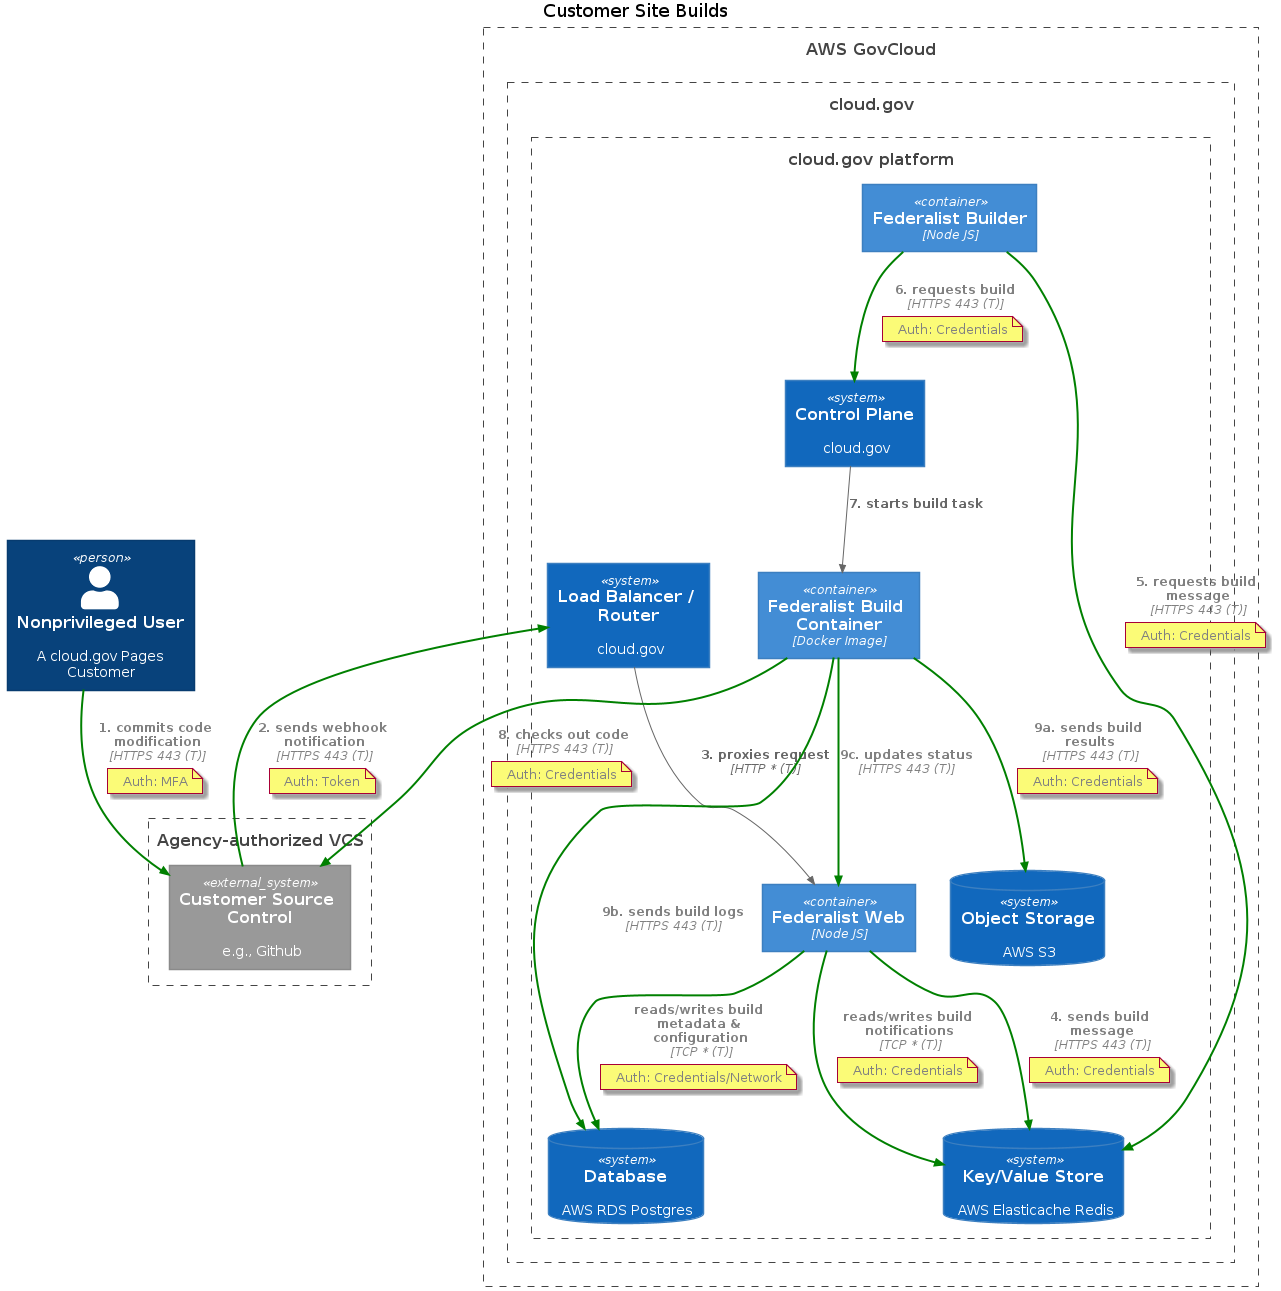 Customer Site Builds
AWS GovCloud
cloud.gov
cloud.gov platform
«container»
Federalist Builder
[Node JS]
6. requests build
[HTTPS 443 (T)]
Auth: Credentials
«system»
Control Plane
cloud.gov
7. starts build task
«person»
Nonprivileged User
A cloud.gov Pages
Customer
«system»
Load Balancer /
Router
cloud.gov
«container»
Federalist Build
Container
[Docker Image]
5. requests build
message
[HTTPS 443 (T)]
Auth: Credentials
1. commits code
modification
[HTTPS 443 (T)]
Auth: MFA
2. sends webhook
notification
[HTTPS 443 (T)]
Auth: Token
8. checks out code
[HTTPS 443 (T)]
Auth: Credentials
3. proxies request
[HTTP * (T)]
9c. updates status
[HTTPS 443 (T)]
9a. sends build
results
[HTTPS 443 (T)]
Auth: Credentials
Agency-authorized VCS
«external_system»
Customer Source
Control
e.g., Github
9b. sends build logs
[HTTPS 443 (T)]
«container»
Federalist Web
[Node JS]
«system»
Object Storage
AWS S3
reads/writes build
metadata &
configuration
[TCP * (T)]
Auth: Credentials/Network
reads/writes build
notifications
[TCP * (T)]
Auth: Credentials
4. sends build
message
[HTTPS 443 (T)]
Auth: Credentials
«system»
Database
AWS RDS Postgres
«system»
Key/Value Store
AWS Elasticache Redis